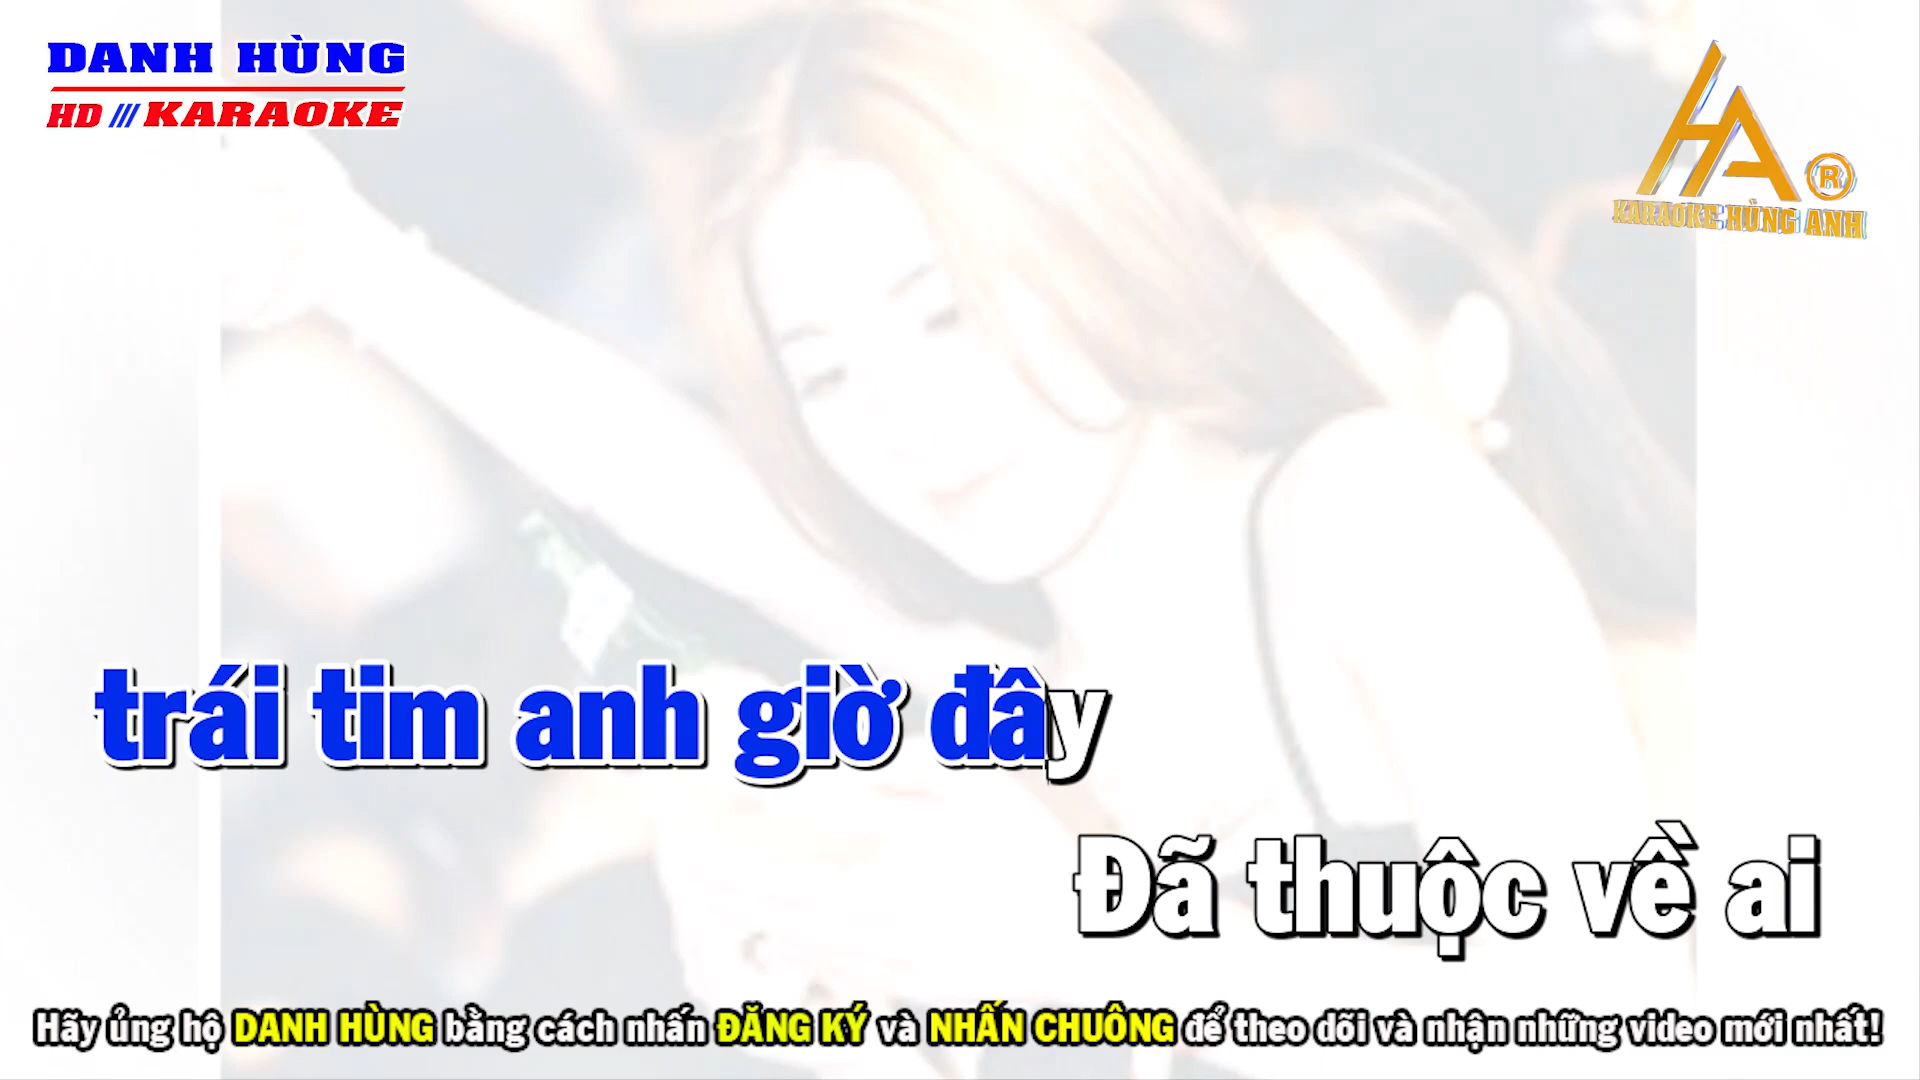 DANH HÙNG
HD /// KARAOKE
HA ®
KARAOKE HÙNG ANH
trái tim anh giờ đây
Đã thuộc về ai
Hãy ủng hộ DANH HÙNG bằng cách nhấn ĐĂNG KÝ và NHẤN CHUÔNG để theo dõi và nhận những video mới nhất!